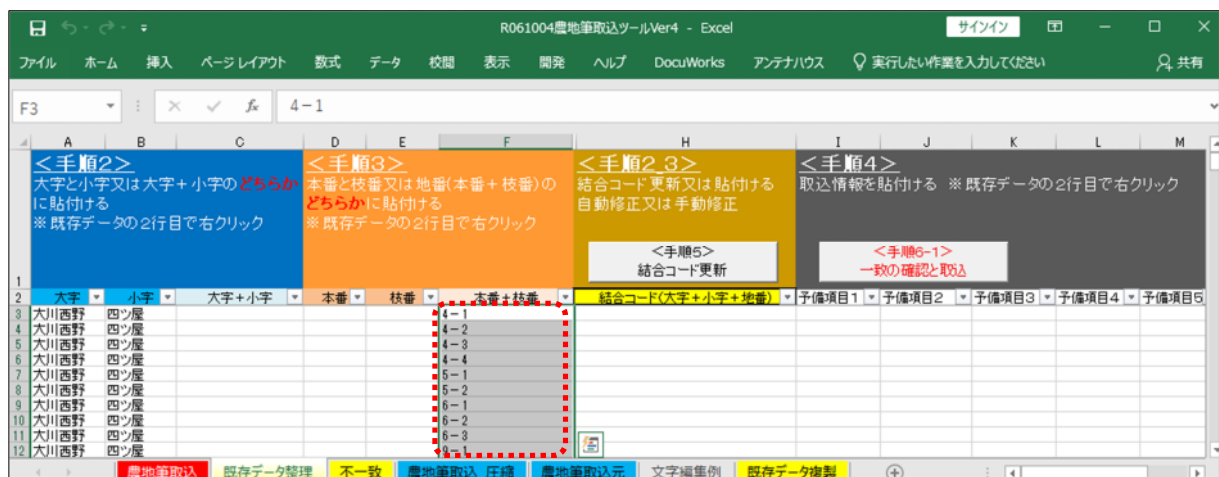 R061004農地筆取込ツールVer4 - Excel
サインイン
ファイル ホーム 挿入 ページ レイアウト 数式 データ 校閲 表示 開発 ヘルプ DocuWorks アンテナハウス 実行したい作業を入力してください 共有
F3 fx 4－1
A B C D E F H I J K L M
1
＜手順2＞
大字と小字又は大字＋小字のどちらか
に貼付ける
※既存データの2行目で右クリック
＜手順3＞
本番と枝番又は地番(本番＋枝番)の
どちらかに貼付ける
※既存データの2行目で右クリック
＜手順2_3＞
結合コード更新又は貼付ける
自動修正又は手動修正
＜手順5＞
結合コード更新
＜手順4＞
取込情報を貼付ける ※既存データの2行目で右クリック
＜手順6-1＞
一致の確認と取込
2 大字 小字 大字＋小字 本番 枝番 本番＋枝番 結合コード(大字＋小字＋地番) 予備項目1 予備項目2 予備項目3 予備項目4 予備項目5
3 大川西野 四ツ屋 4－1
4 大川西野 四ツ屋 4－2
5 大川西野 四ツ屋 4－3
6 大川西野 四ツ屋 4－4
7 大川西野 四ツ屋 5－1
8 大川西野 四ツ屋 5－2
9 大川西野 四ツ屋 6－1
10 大川西野 四ツ屋 6－2
11 大川西野 四ツ屋 6－3
12 大川西野 四ツ屋 9－1
農地筆取込 既存データ整理 不一致 農地筆取込_圧縮 農地筆取込元 文字編集例 既存データ複製